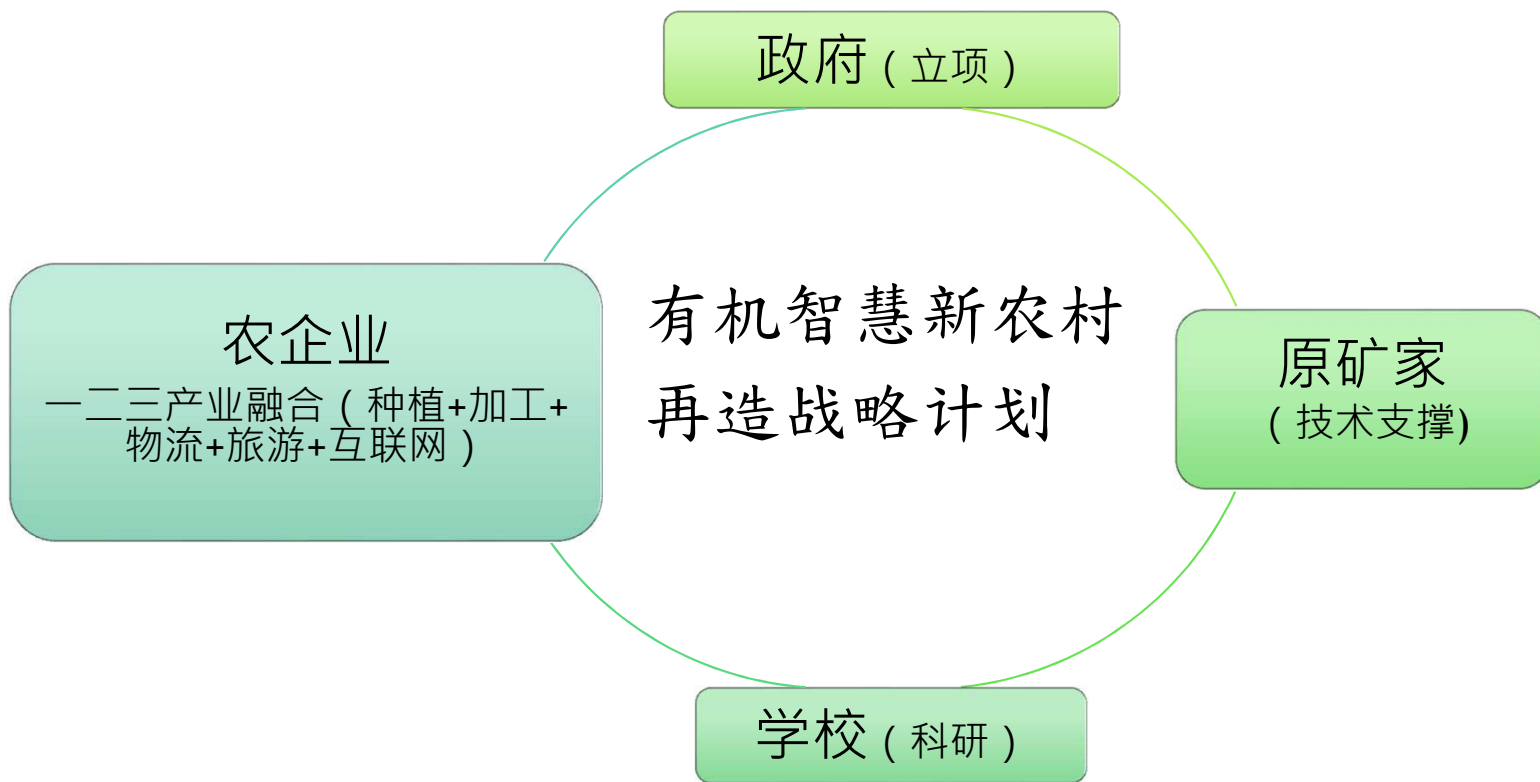 政府（立项）
有机智慧新农村
再造战略计划
农企业
一二三产业融合（种植+加工+
物流+旅游+互联网）
原矿家
（技术支撑)
学校（科研）